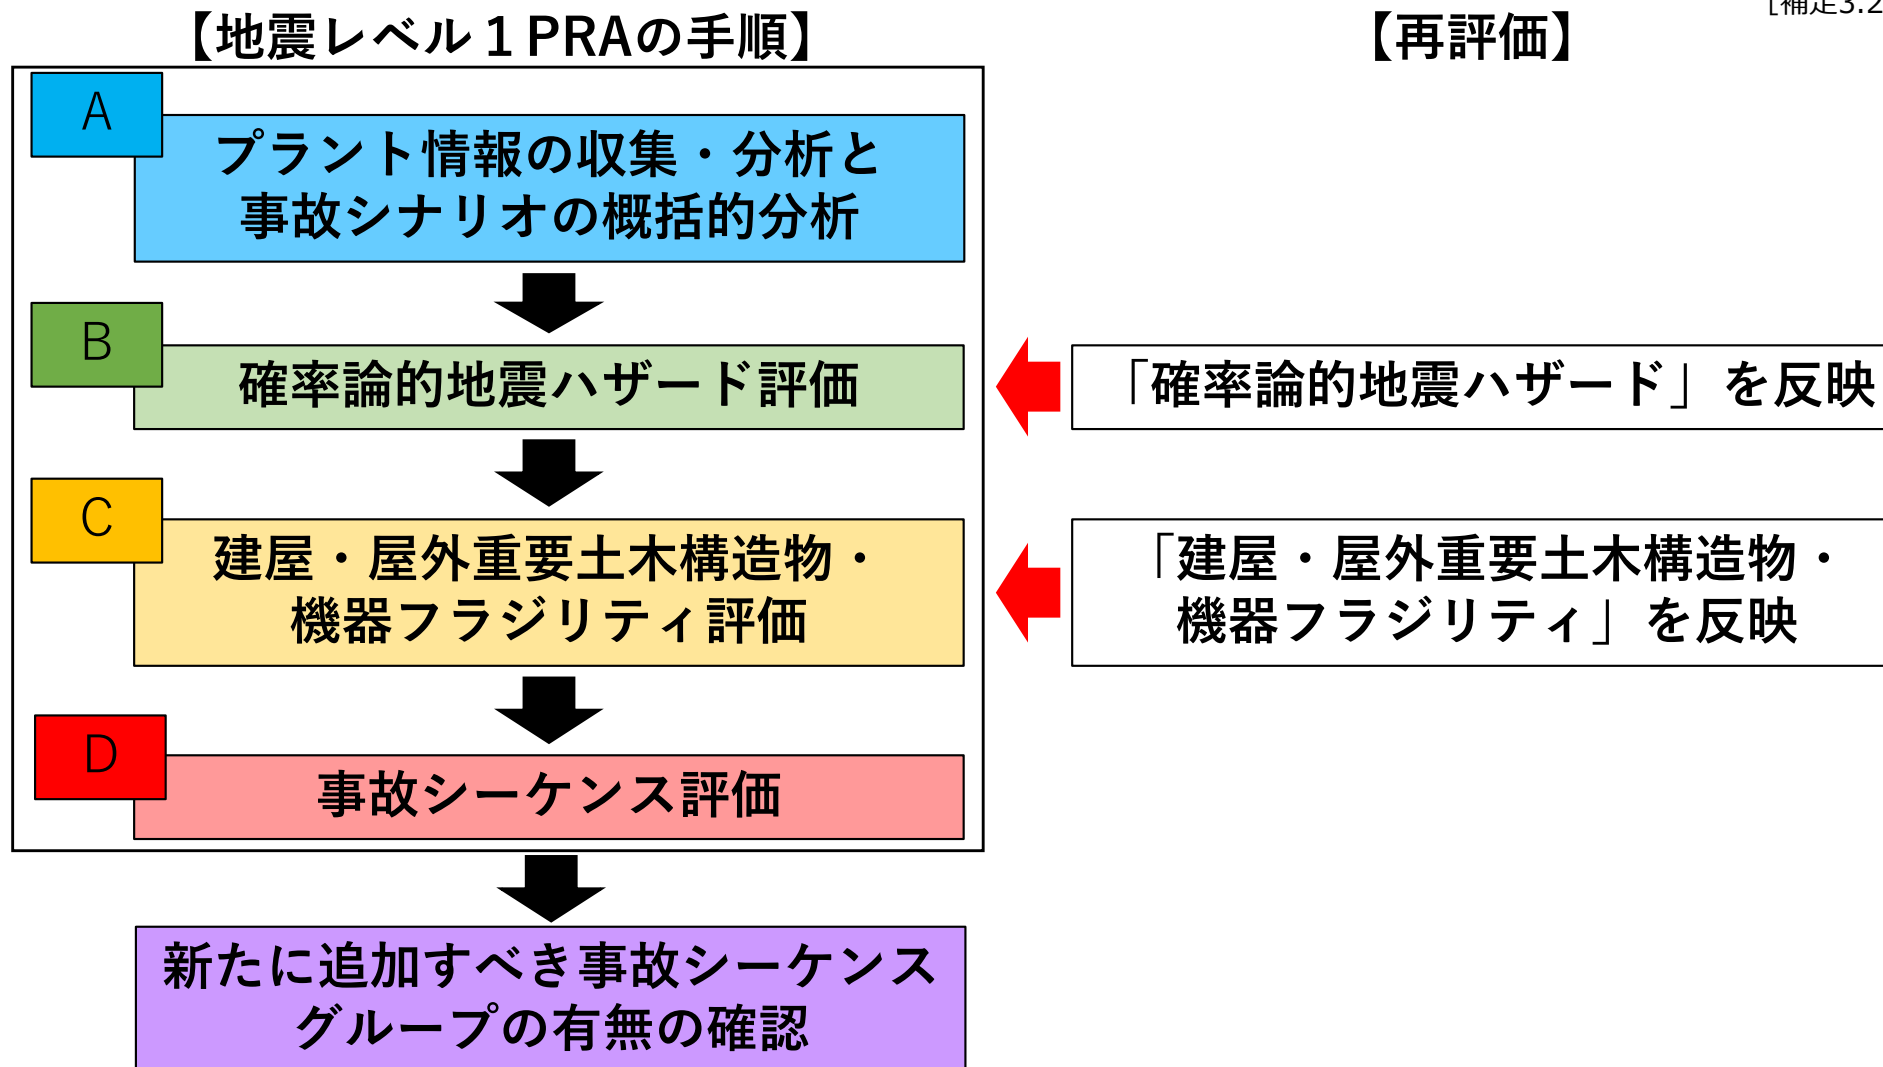 [補足3.2
【地震レベル１PRAの手順】
【再評価】
A
プラント情報の収集・分析と
事故シナリオの概括的分析
B
確率論的地震ハザード評価
「確率論的地震ハザード」を反映
C
建屋・屋外重要土木構造物・
機器フラジリティ評価
「建屋・屋外重要土木構造物・
機器フラジリティ」を反映
D
事故シーケンス評価
新たに追加すべき事故シーケンス
グループの有無の確認